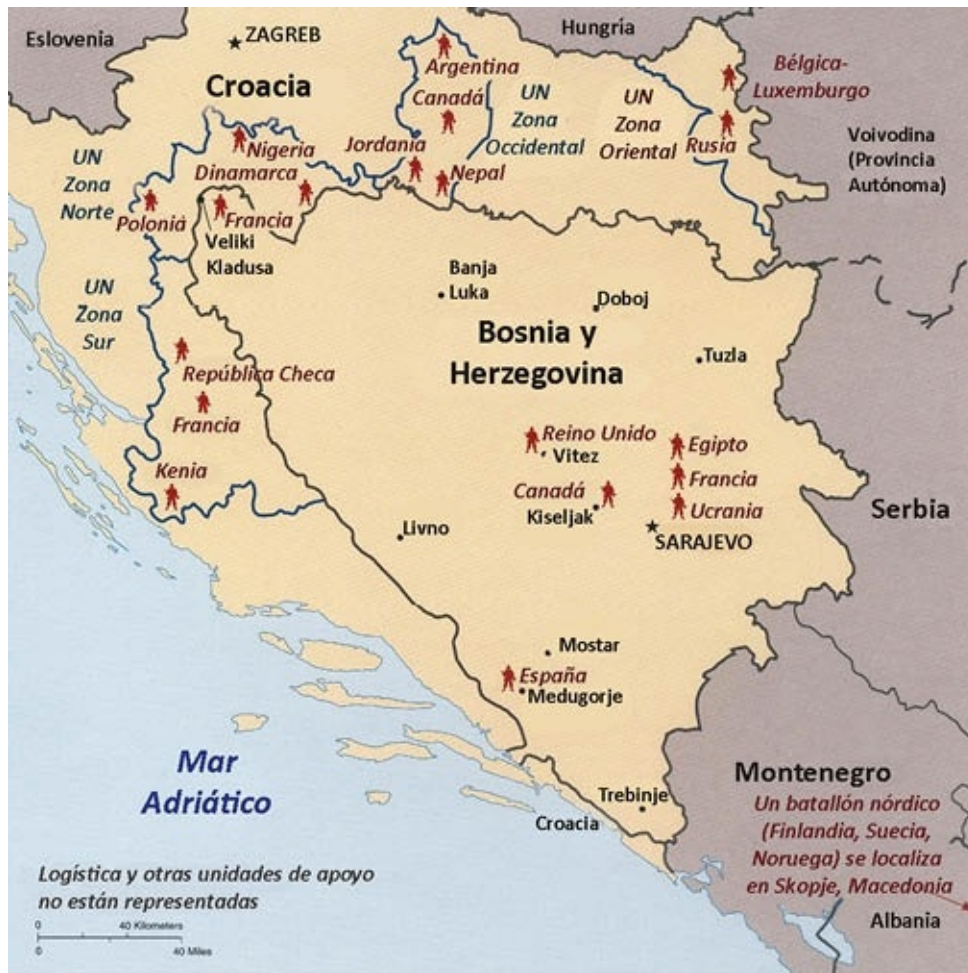 Eslovenia
ZAGREB
Hungría
Croacia
Argentina
Bélgica-
Luxemburgo
Canadá
UN
Zona
Occidental
UN
Zona
Oriental
Rusia
Voivodina
(Provincia
Autónoma)
UN
Zona
Norte
Nigeria
Jordania
Dinamarca
Nepal
Polonia
Francia
Veliki
Kladusa
UN
Zona
Sur
Banja
Luka
Doboj
Bosnia y
Herzegovina
Tuzla
República Checa
Francia
Reino Unido
Vitez
Egipto
Francia
Ucrania
Kenia
Canadá
Kiseljak
Serbia
Livno
SARAJEVO
Mostar
España
Medugorje
Mar
Adriático
Montenegro
Trebinje
Croacia
Un batallón nórdico
(Finlandia, Suecia,
Noruega) se localiza
en Skopje, Macedonia
Albania
Logística y otras unidades de apoyo
no están representadas
0 40 Kilometers
0 40 Miles